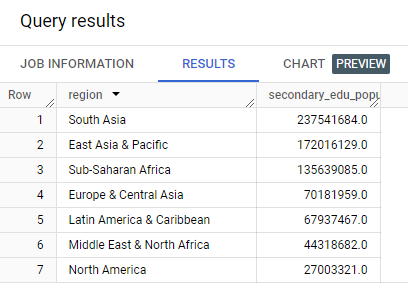 Query results
JOB INFORMATION RESULTS CHART PREVIEW
Row region secondary_edu_popu
1 South Asia 237541684.0
2 East Asia & Pacific 172016129.0
3 Sub-Saharan Africa 135639085.0
4 Europe & Central Asia 70181959.0
5 Latin America & Caribbean 67937467.0
6 Middle East & North Africa 44318682.0
7 North America 27003321.0